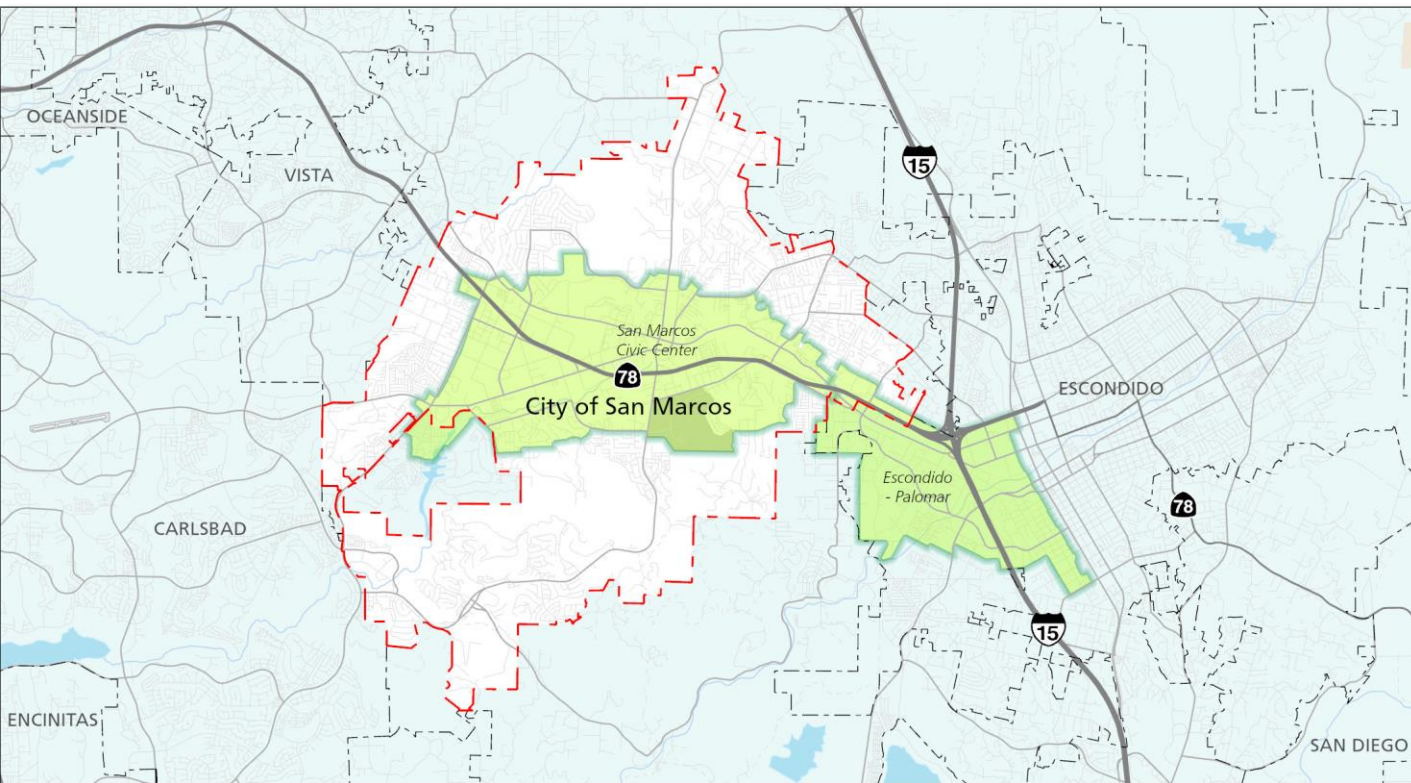 OCEANSIDE
VISTA
15
San Marcos
Civic Center
78
City of San Marcos
ESCONDIDO
Escondido
- Palomar
78
CARLSBAD
15
ENCINITAS
SAN DIEGO